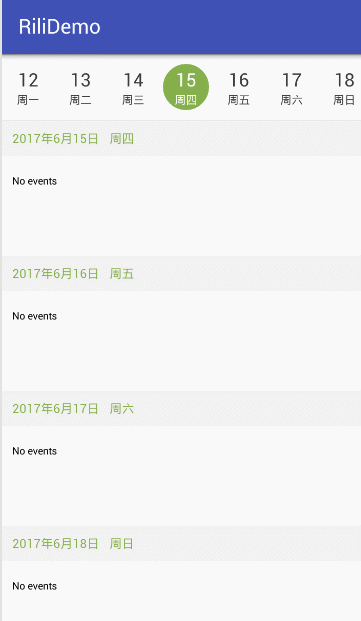 RiliDemo
12 13 14 15 16 17 18
周一 周二 周三 周四 周五 周六 周日
2017年6月15日 周四
No events
2017年6月16日 周五
No events
2017年6月17日 周六
No events
2017年6月18日 周日
No events